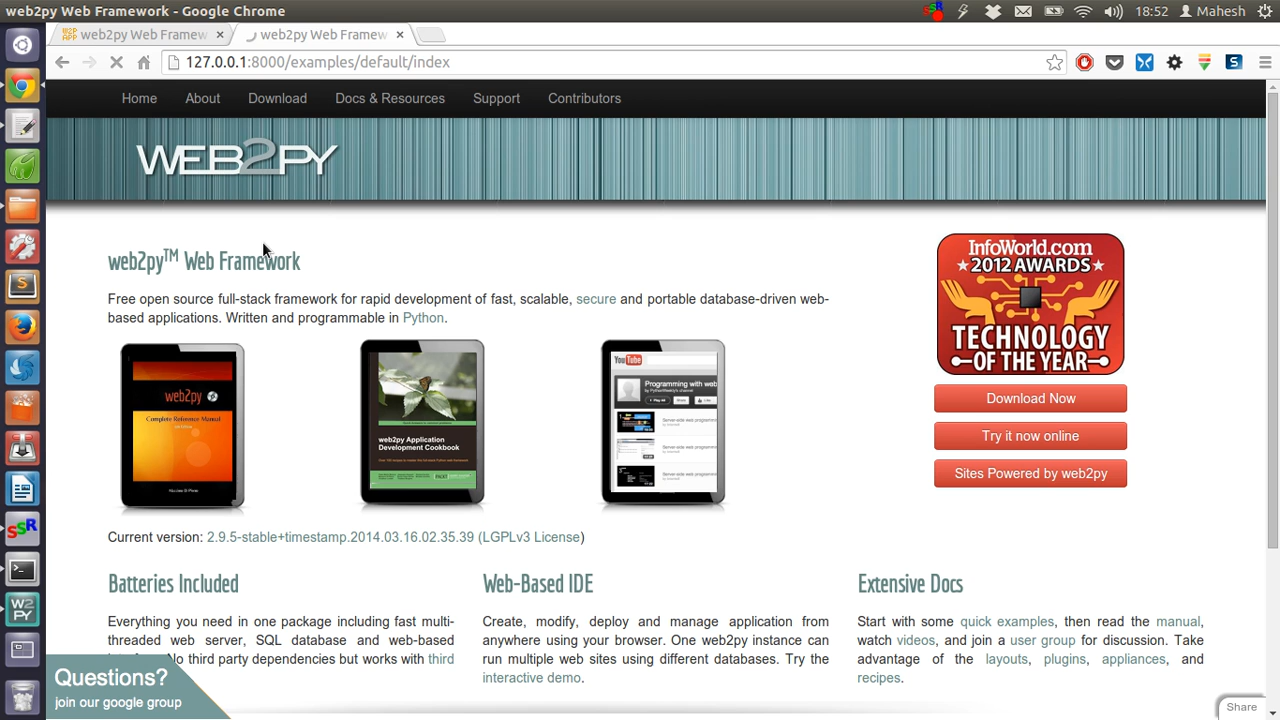 web2py Web Framework - Google Chrome
18:52
Mahesh
web2py Web Framew
web2py Web Framew
127.0.0.1:8000/examples/default/index
Home
About
Download
Docs & Resources
Support
Contributors
WEB2PY
web2py™ Web Framework
Free open source full-stack framework for rapid development of fast, scalable, secure and portable database-driven web-
based applications. Written and programnable in Python.
InfoWorld.com
2012 AWARDS
TECHNOLOGY
OF THE YEAR
web2py
Complete Reference Manual
web2py Application
Development Cookbook
YouTube
Programming with web
Download Now
Try it now online
Sites Powered by web2py
Current version: 2.9.5-stable+timestamp.2014.03.16.02.35.39 (LGPLv3 License)
Batteries Included
Everything you need in one package including fast multi-
threaded web server, SQL database and web-based
No third party dependencies but works with third
Web-Based IDE
Create, modify, deploy and manage application from
anywhere using your browser. One web2py instance can
run multiple web sites using different databases. Try the
interactive demo.
Extensive Docs
Start with some quick examples, then read the manual,
watch videos, and join a user group for discussion. Take
advantage of the layouts, plugins, appliances, and
recipes.
Questions?
join our google group
Share